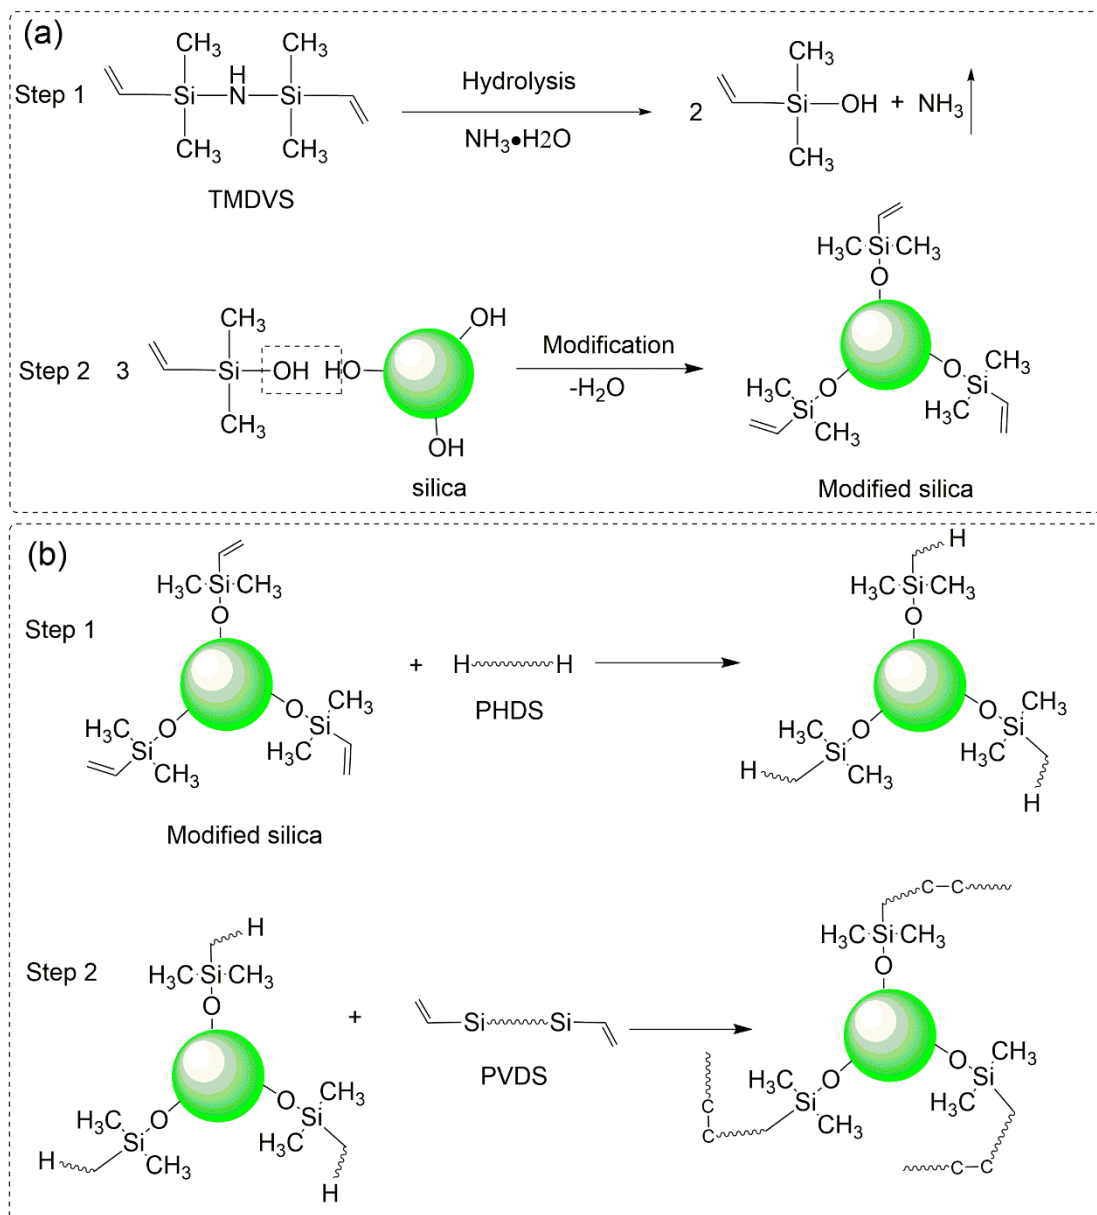 (a)
Step 1
CH3 CH3
Si N H Si
CH3 CH3
TMDVS
Hydrolysis
NH3•H2O
2
CH3
Si OH + NH3
CH3
Step 2 3
CH3
Si OH
CH3
HO OH
OH
silica
Modification
-H2O
H3C Si CH3
O
O O
H3C Si CH3
CH3 Si H3C
Modified silica
(b)
Step 1
H3C Si CH3
O
O O
H3C Si CH3
CH3 Si H3C
Modified silica
+
H H
PHDS
H
H3C Si CH3
O
O O
H3C Si CH3
CH3 Si H3C
H H
Step 2
H
H3C Si CH3
O
O O
H3C Si CH3
CH3 Si H3C
H H
+
Si Si
PVDS
C C
H3C Si CH3
O
O O
H3C Si CH3
CH3 Si H3C
C C
C C